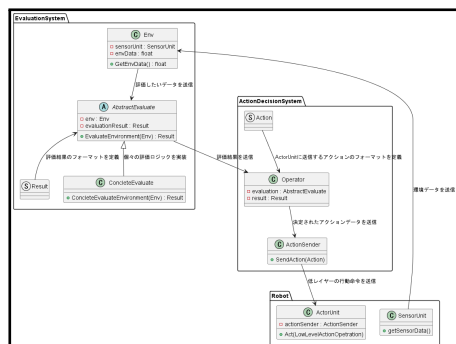 EvaluationSystem
C Env
sensorUnit : SensorUnit
envData : float
GetEnvData() : float
評価したいデータを送信
A AbstractEvaluate
env : Env
evaluationResult : Result
EvaluateEnvironment(Env) : Result
評価結果のフォーマットを定義
個々の評価ロジックを実装
S Result
C ConcleteEvaluate
ConcleteEvaluateEnvironment(Env) : Result
評価結果を送信
ActionDecisionSystem
S Action
ActorUnitに送信するアクションのフォーマットを定義
C Operator
evaluation : AbstractEvaluate
result : Result
決定されたアクションデータを送信
C ActionSender
SendAction(Action)
低レイヤーの行動命令を送信
環境データを送信
Robot
C ActorUnit
actionSender : ActionSender
Act(LowLevelActionOpetration)
C SensorUnit
getSensorData()